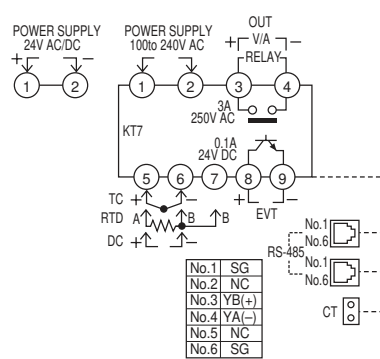 POWER SUPPLY
24V AC/DC
+ −
1 2
POWER SUPPLY
100to 240V AC
1 2
OUT
+ V/A −
RELAY
3 4
3A
250V AC
KT7
0.1A
24V DC
5 6 7 8 9
TC + −
+ −
EVT
RTD A B B
DC + −
No.1 SG
No.2 NC
No.3 YB(+)
No.4 YA(−)
No.5 NC
No.6 SG
RS-485
No.1
No.6
No.1
No.6
CT